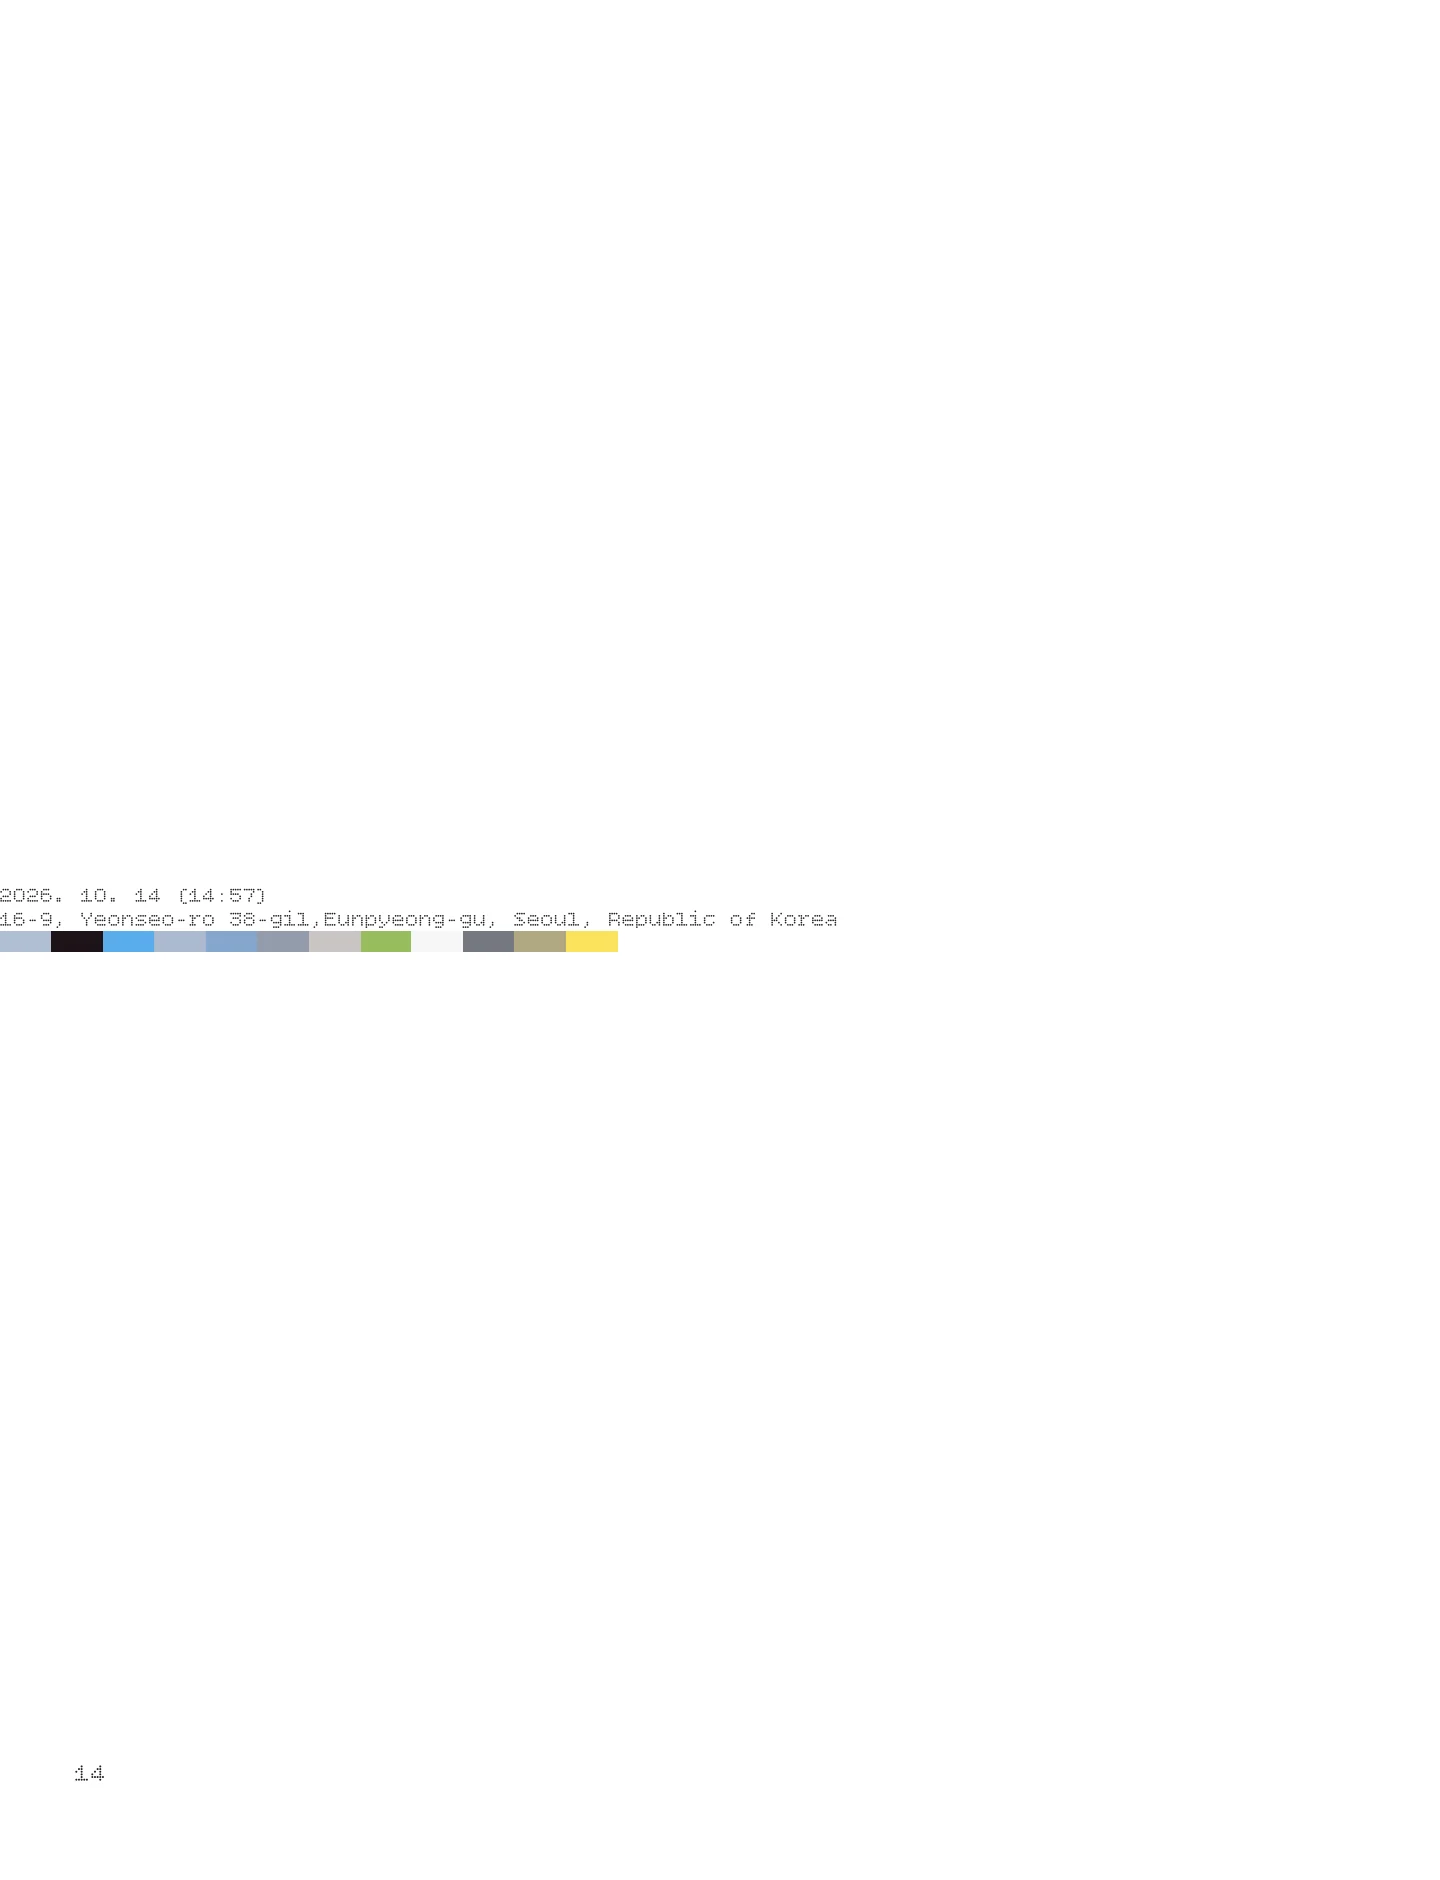 2026. 10. 14 (14:57)
16-9, Yeonseo-ro 38-gil,Eunpyeong-gu, Seoul, Republic of Korea
14